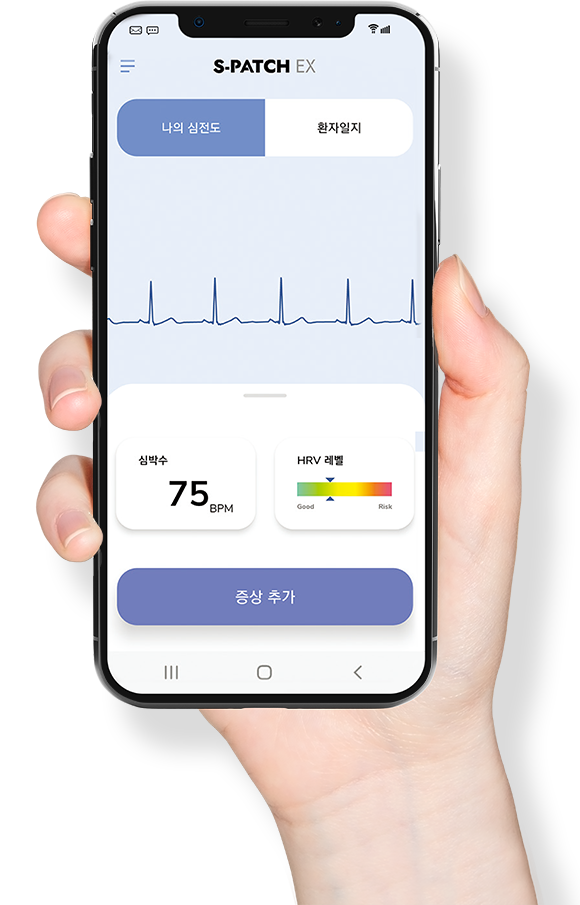 S-PATCH EX
나의 심전도
환자일지
심박수
75 BPM
HRV 레벨
Good
Risk
증상 추가